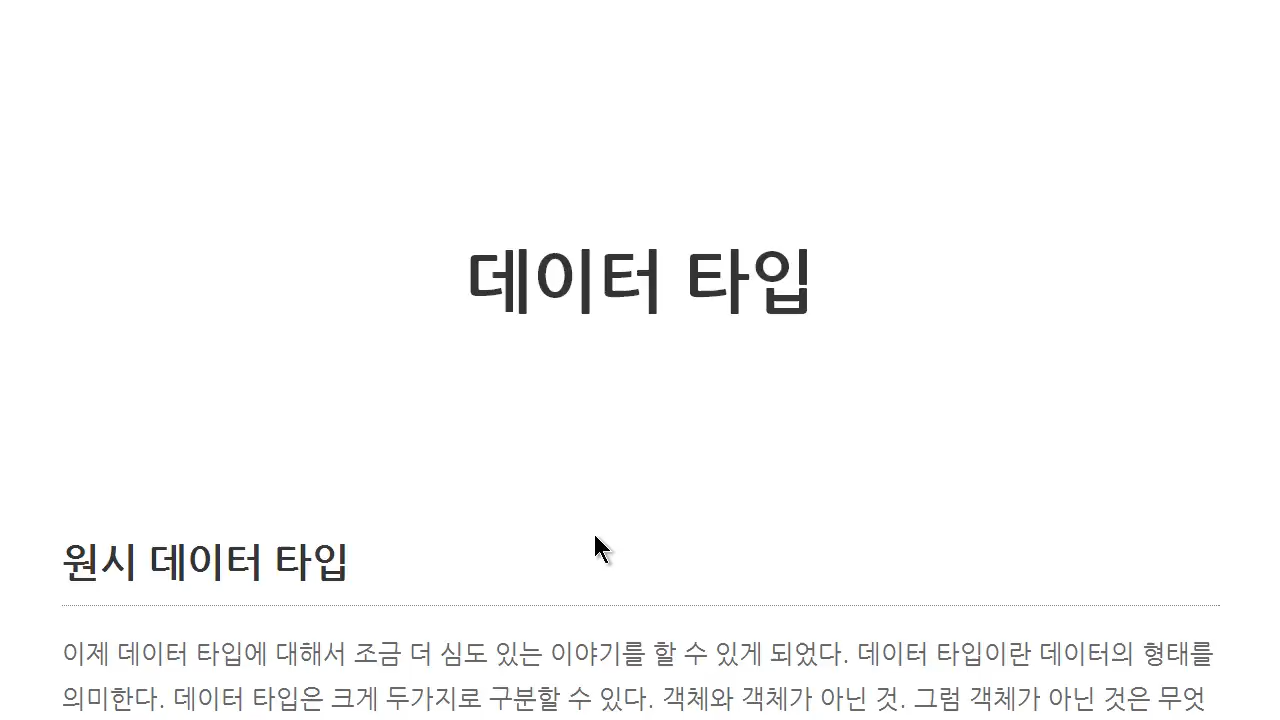 데이터 타입
원시 데이터 타입
이제 데이터 타입에 대해서 조금 더 심도 있는 이야기를 할 수 있게 되었다. 데이터 타입이란 데이터의 형태를
의미한다. 데이터 타입은 크게 두가지로 구분할 수 있다. 객체와 객체가 아닌 것. 그럼 객체가 아닌 것은 무엇